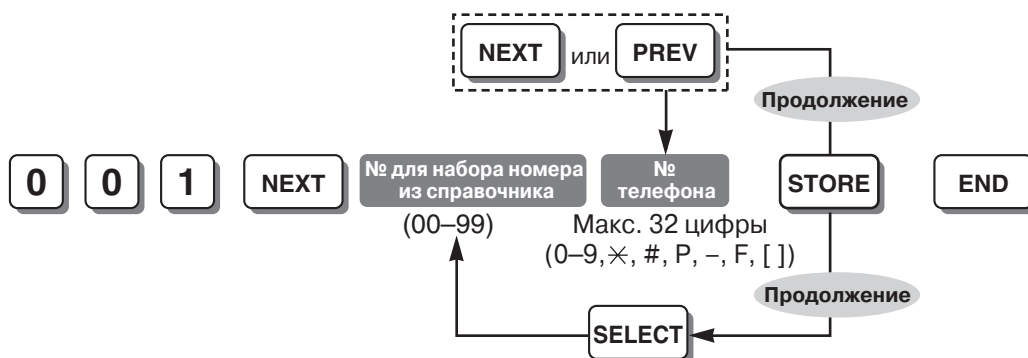 NEXT или PREV
Продолжение
0 0 1 NEXT № для набора номера из справочника № телефона STORE END
(00–99) Макс. 32 цифры
(0–9, ✳, #, P, –, F, [ ])
Продолжение
SELECT